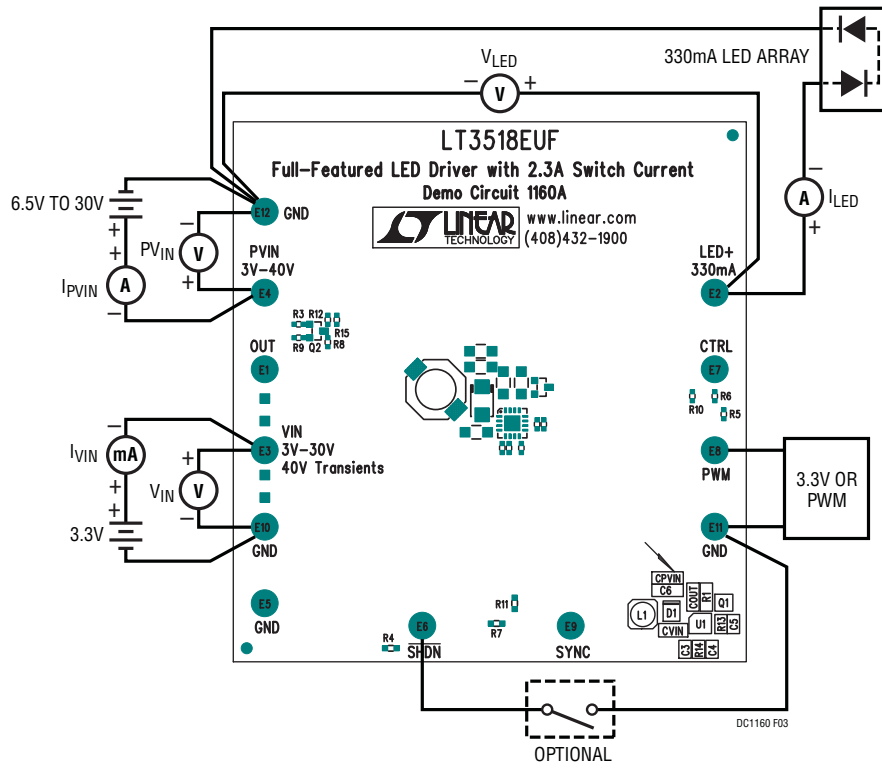 330mA LED ARRAY
VLED
− V +
LT3518EUF
Full-Featured LED Driver with 2.3A Switch Current
Demo Circuit 1160A
LT LINEAR TECHNOLOGY
www.linear.com
(408)432-1900
6.5V TO 30V
+
+
A
−
IPVIN
PVIN
−
V
+
E12 GND
PVIN
3V-40V
E4
−
A
+
ILED
LED+
330mA
E2
R3 R12
R15
R9 Q2 R8
OUT
E1
CTRL
E7
R6
R10
R5
IVIN
−
mA
+
+
3.3V
VIN
+
V
−
E3
VIN
3V-30V
40V Transients
E10
GND
E5
GND
E8
PWM
E11
GND
3.3V OR
PWM
CPVIN
C6
COUT
R1
L1
D1
Q1
U1
CVIN
R13
C5
C3
R14
C4
R11
R7
R4
E6
SHDN
E9
SYNC
OPTIONAL
DC1160 F03